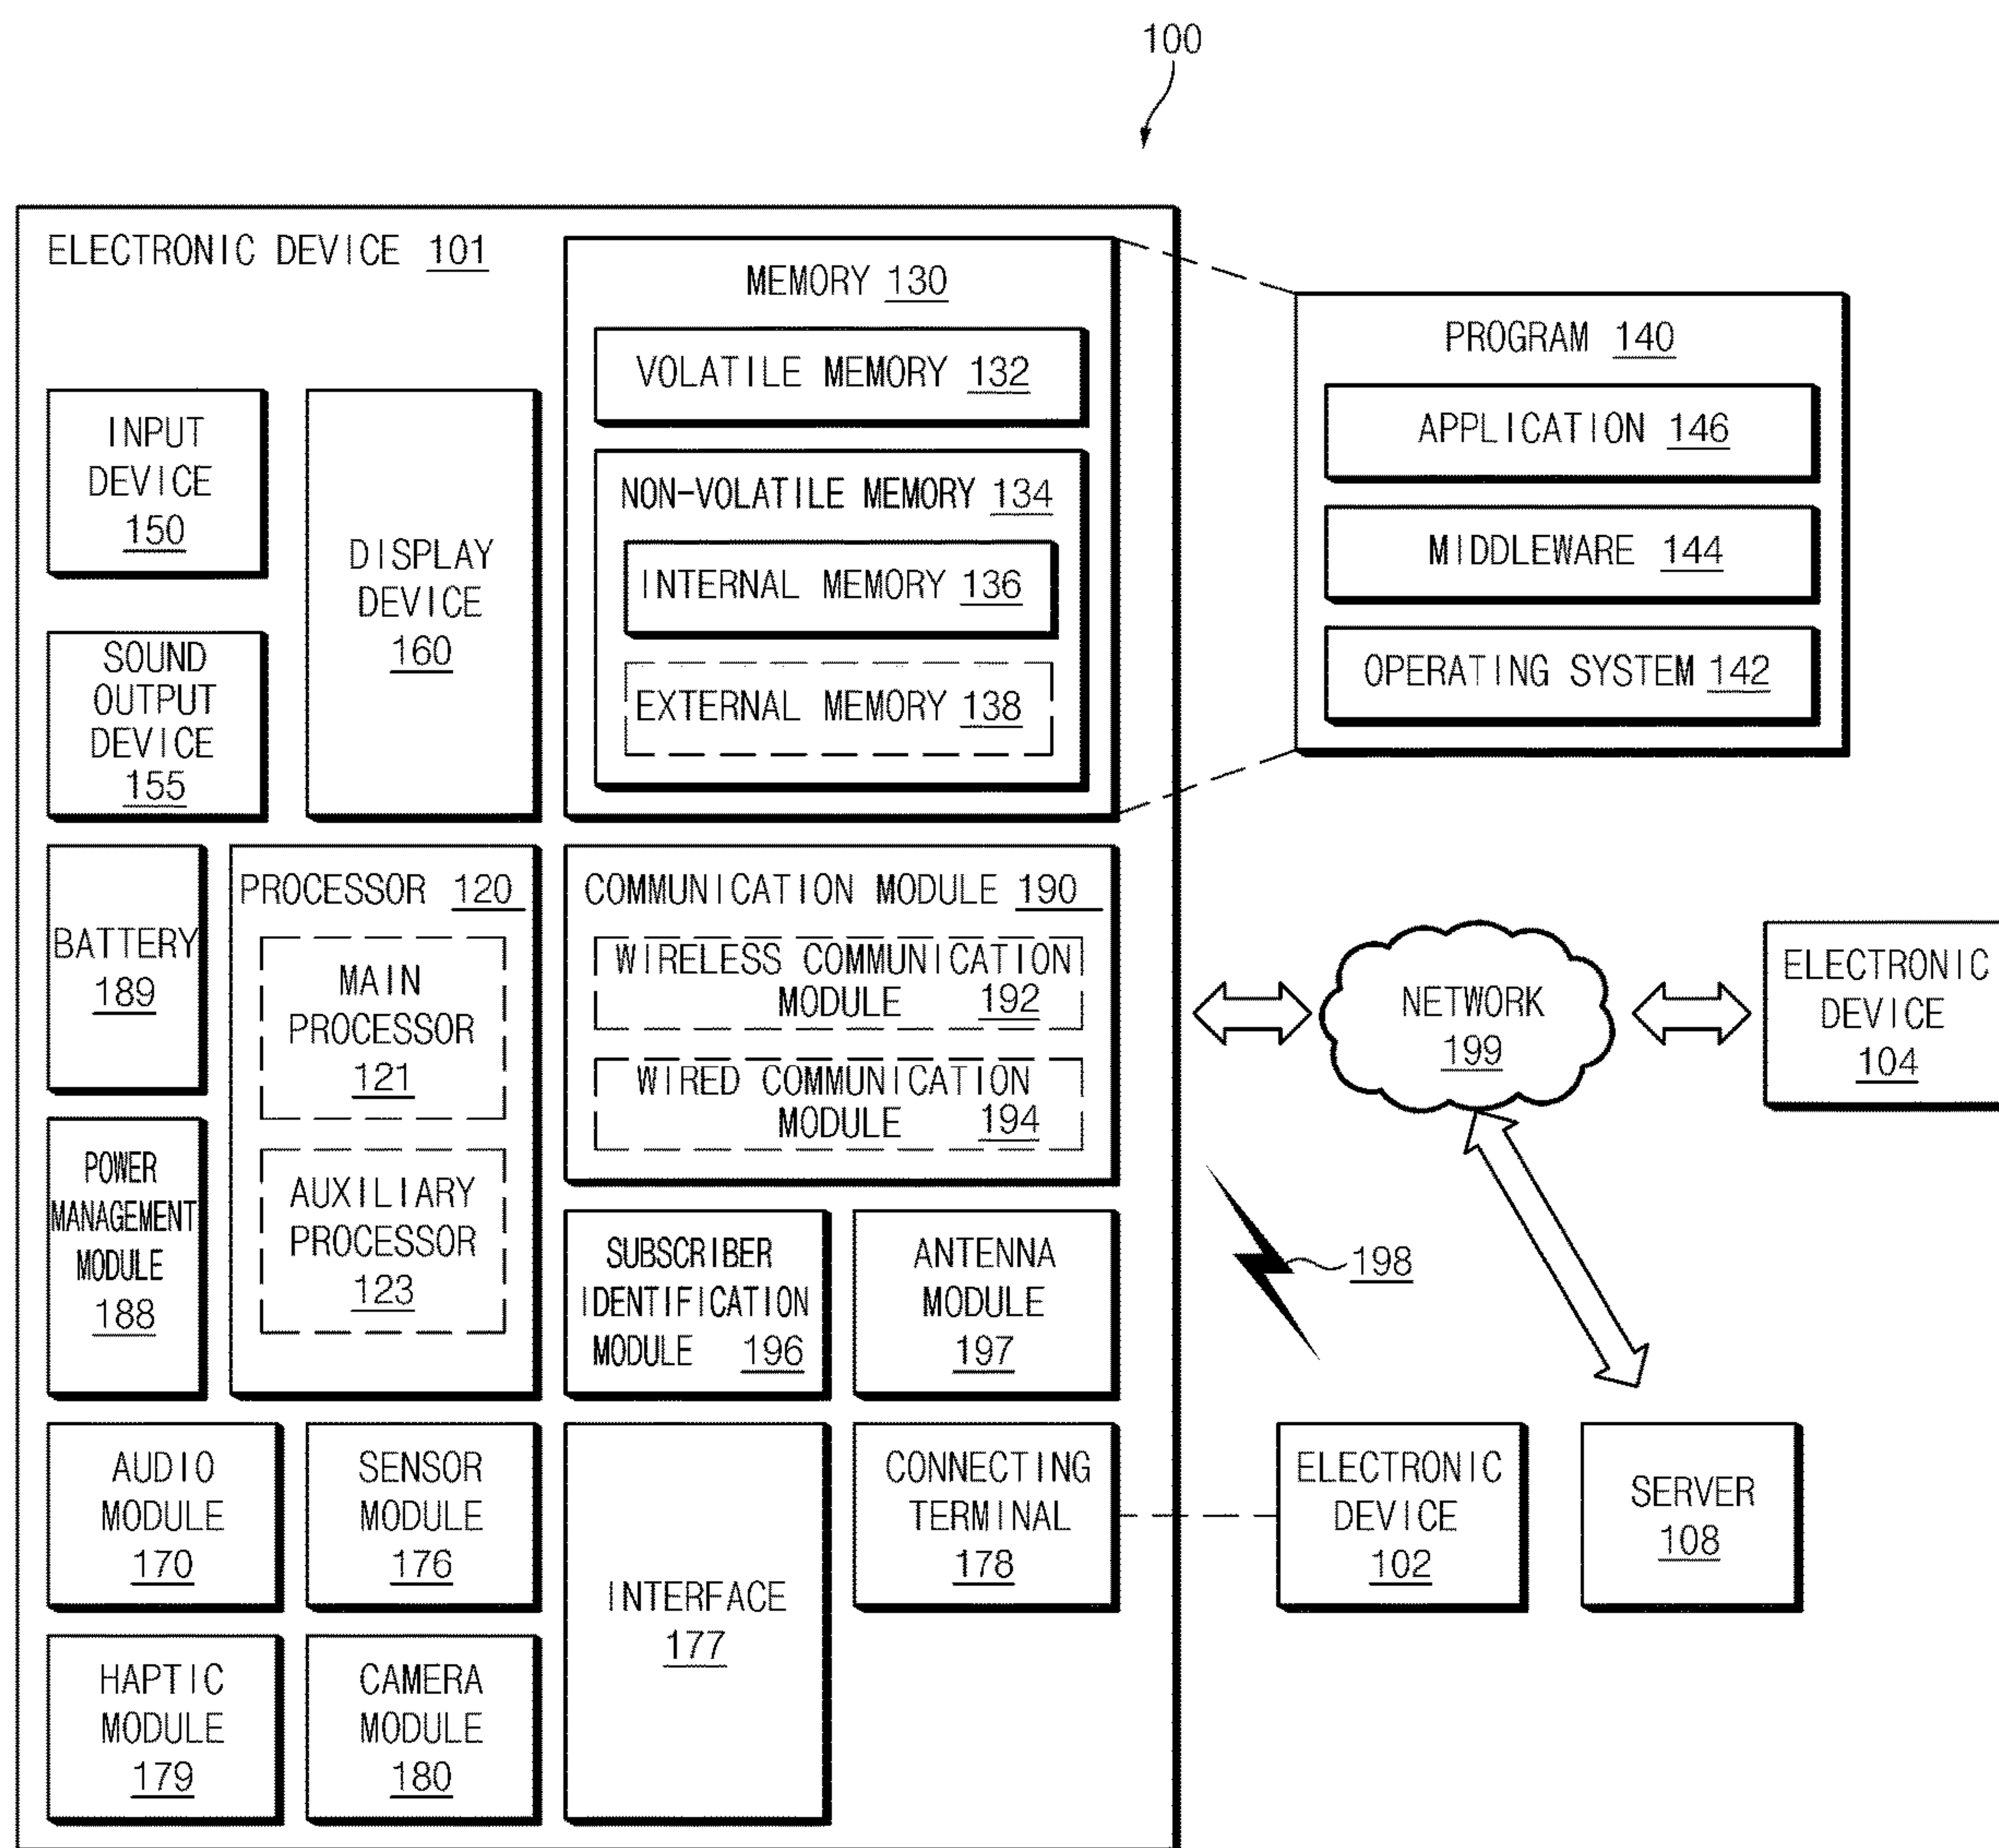 100
ELECTRONIC DEVICE 101
MEMORY 130
VOLATILE MEMORY 132
NON-VOLATILE MEMORY 134
INTERNAL MEMORY 136
EXTERNAL MEMORY 138
PROGRAM 140
APPLICATION 146
MIDDLEWARE 144
OPERATING SYSTEM 142
INPUT
DEVICE
150
SOUND
OUTPUT
DEVICE
155
DISPLAY
DEVICE
160
BATTERY
189
POWER
MANAGEMENT
MODULE
188
PROCESSOR 120
MAIN
PROCESSOR
121
AUXILIARY
PROCESSOR
123
COMMUNICATION MODULE 190
WIRELESS COMMUNICATION
MODULE 192
WIRED COMMUNICATION
MODULE 194
SUBSCRIBER
IDENTIFICATION
MODULE 196
ANTENNA
MODULE
197
NETWORK
199
ELECTRONIC
DEVICE
104
198
AUDIO
MODULE
170
SENSOR
MODULE
176
INTERFACE
177
CONNECTING
TERMINAL
178
ELECTRONIC
DEVICE
102
SERVER
108
HAPTIC
MODULE
179
CAMERA
MODULE
180